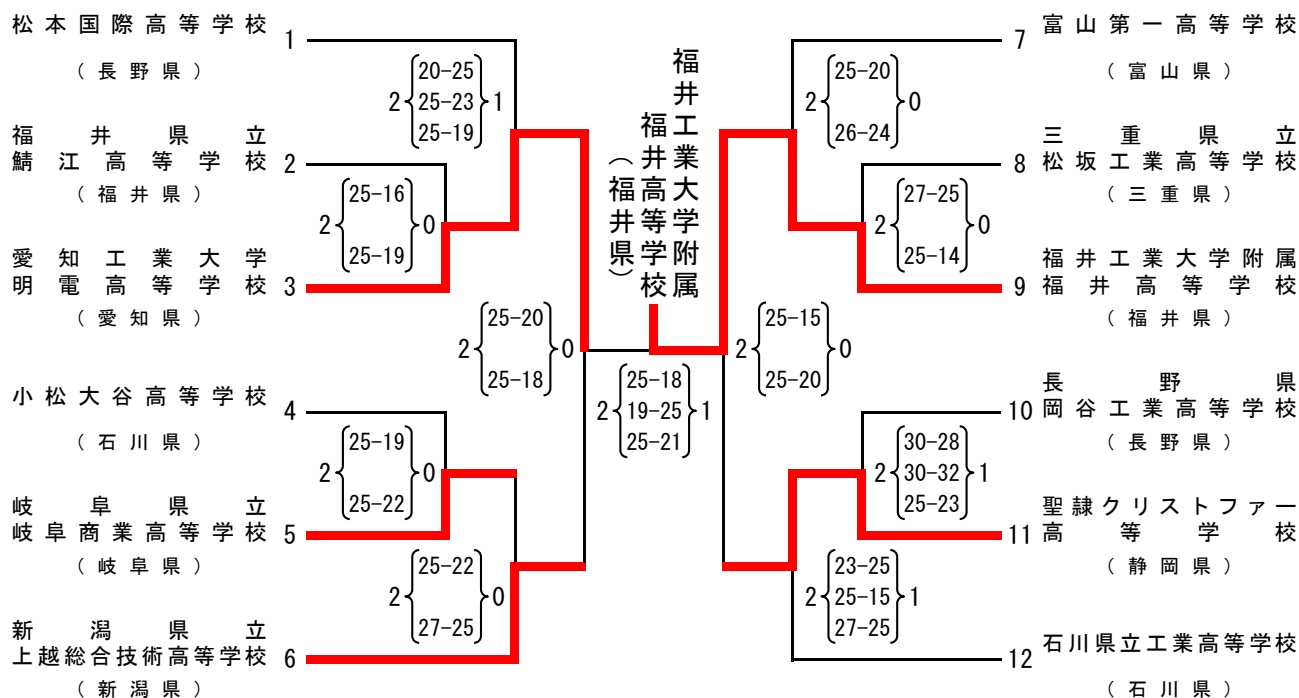 松本国際高等学校 1
（長野県）
福井県立
鯖江高等学校 2
（福井県）
愛知工業大学
明電高等学校 3
（愛知県）
小松大谷高等学校 4
（石川県）
岐阜県立
岐阜商業高等学校 5
（岐阜県）
新潟県立
上越総合技術高等学校 6
（新潟県）
2 20-25 1
25-23
25-19
2 25-16 0
25-19
2 25-20 0
25-18
2 25-19 0
25-22
2 25-22 0
27-25
福井工業大学附属
福井高等学校
（福井県）
2 25-18 1
19-25
25-21
2 25-20 0
26-24
2 27-25 0
25-14
2 25-15 0
25-20
2 30-28 1
30-32
25-23
2 23-25 1
25-15
27-25
7 富山第一高等学校
（富山県）
三重県立
8 松坂工業高等学校
（三重県）
福井工業大学附属
9 福井高等学校
（福井県）
長野県
10 岡谷工業高等学校
（長野県）
聖隷クリストファー
11 高等学校
（静岡県）
12 石川県立工業高等学校
（石川県）